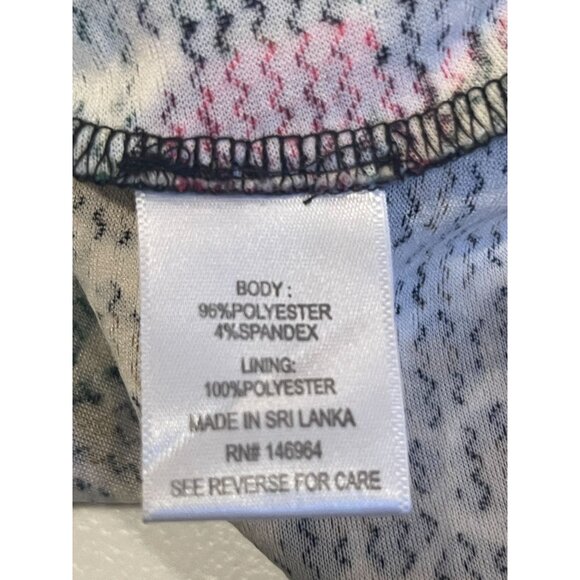 BODY :
96%POLYESTER
4%SPANDEX
LINING:
100%POLYESTER
MADE IN SRI LANKA
RN# 146964
SEE REVERSE FOR CARE